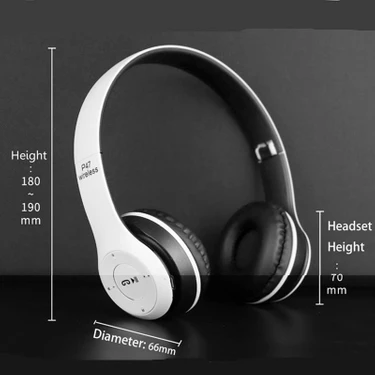 Height
:
180
~
190
mm
P47
wireless
Headset
Height
:
70
mm
Diameter: 66mm